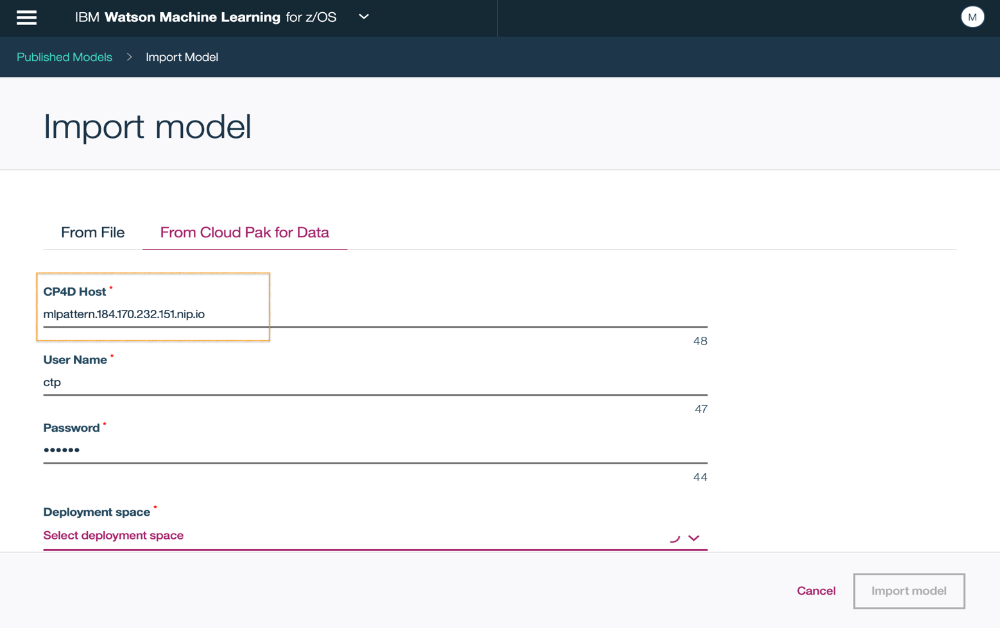 IBM Watson Machine Learning for z/OS
M
Published Models > Import Model
Import model
From File From Cloud Pak for Data
CP4D Host *
mlpattern.184.170.232.151.nip.io
48
User Name *
ctp
47
Password *
••••••
44
Deployment space *
Select deployment space
Cancel Import model